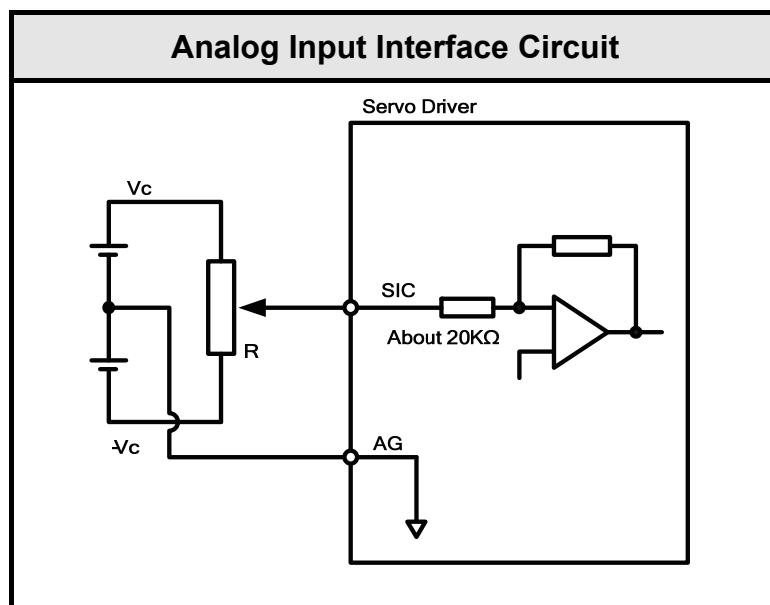 Analog Input Interface Circuit
Servo Driver
Vc
SIC
About 20KΩ
R
-Vc
AG